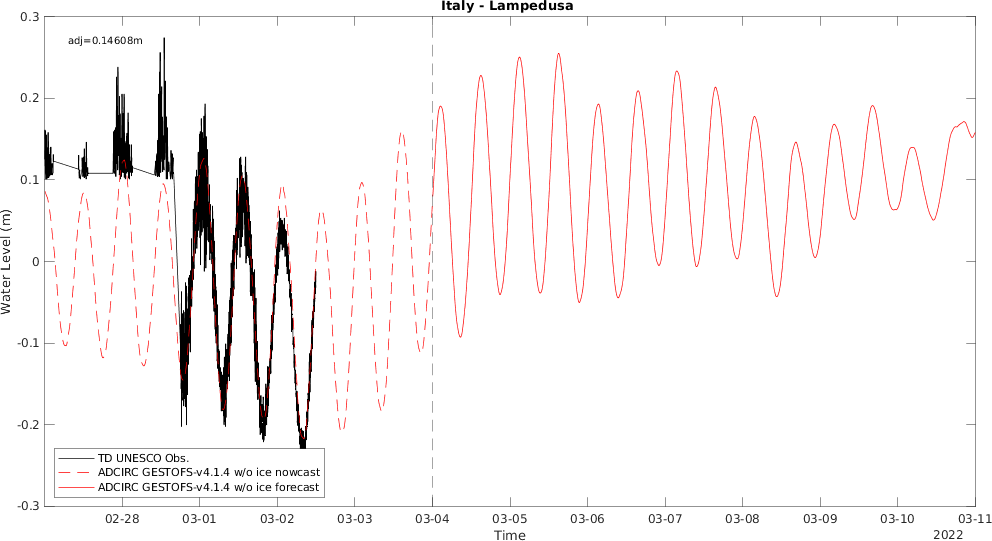 Italy - Lampedusa
adj=0.14608m
0.3
0.2
0.1
0
-0.1
-0.2
-0.3
Water Level (m)
TD UNESCO Obs.
ADCIRC GESTOFS-v4.1.4 w/o ice nowcast
ADCIRC GESTOFS-v4.1.4 w/o ice forecast
02-28 03-01 03-02 03-03 03-04 03-05 03-06 03-07 03-08 03-09 03-10 03-11
Time
2022